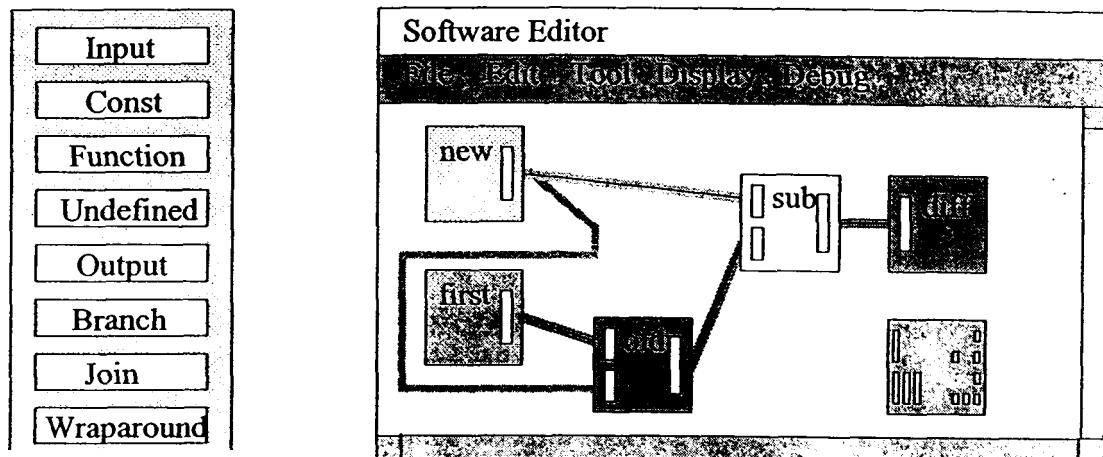 Input
Const
Function
Undefined
Output
Branch
Join
Wraparound
Software Editor
File Edit Tool Display Debug
new
sub
diff
first
old